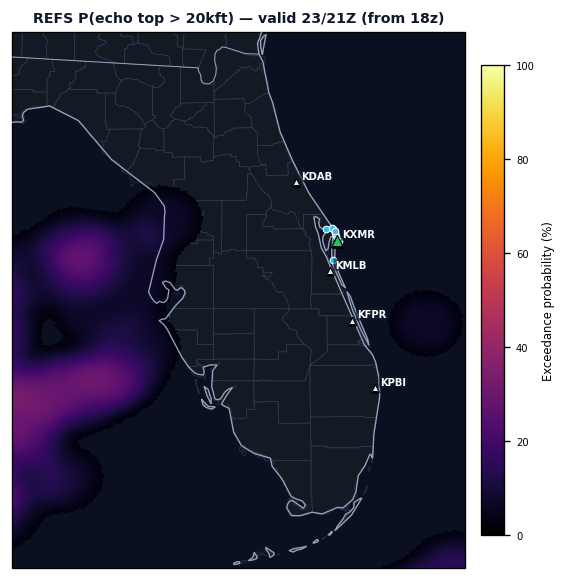 REFS P(echo top > 20kft) — valid 23/21Z (from 18z)
KDAB
KXMR
KMLB
KFPR
KPBI
100
80
60
40
20
0
Exceedance probability (%)